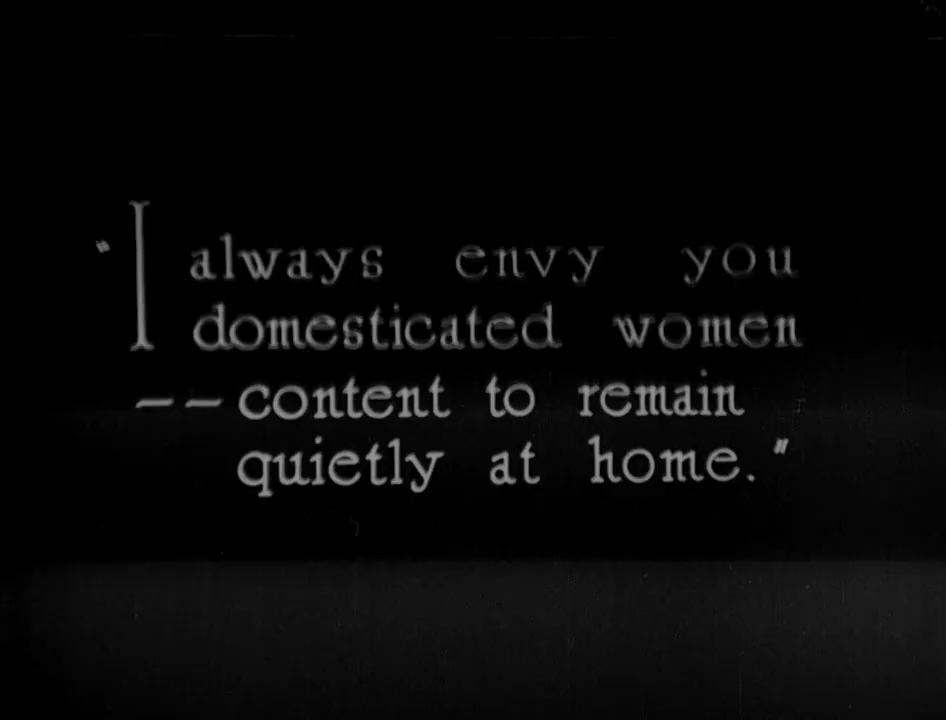 "I always envy you
domesticated women
--content to remain
quietly at home."